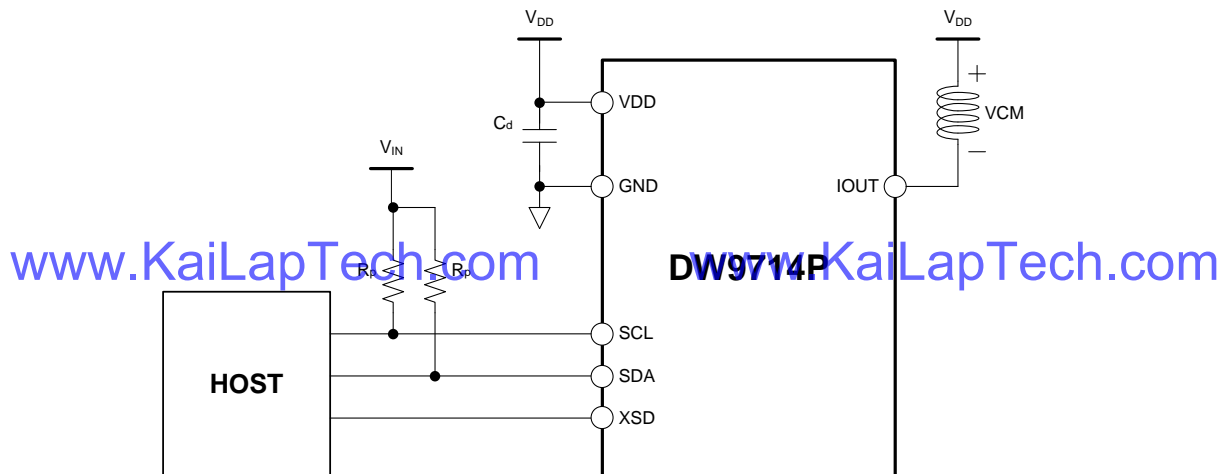 VDD
VDD
VDD
+
Cd
VCM
VIN
−
GND
IOUT
www.KaiLapTech.com
Rp
Rp
DW9714P
www.KaiLapTech.com
SCL
HOST
SDA
XSD